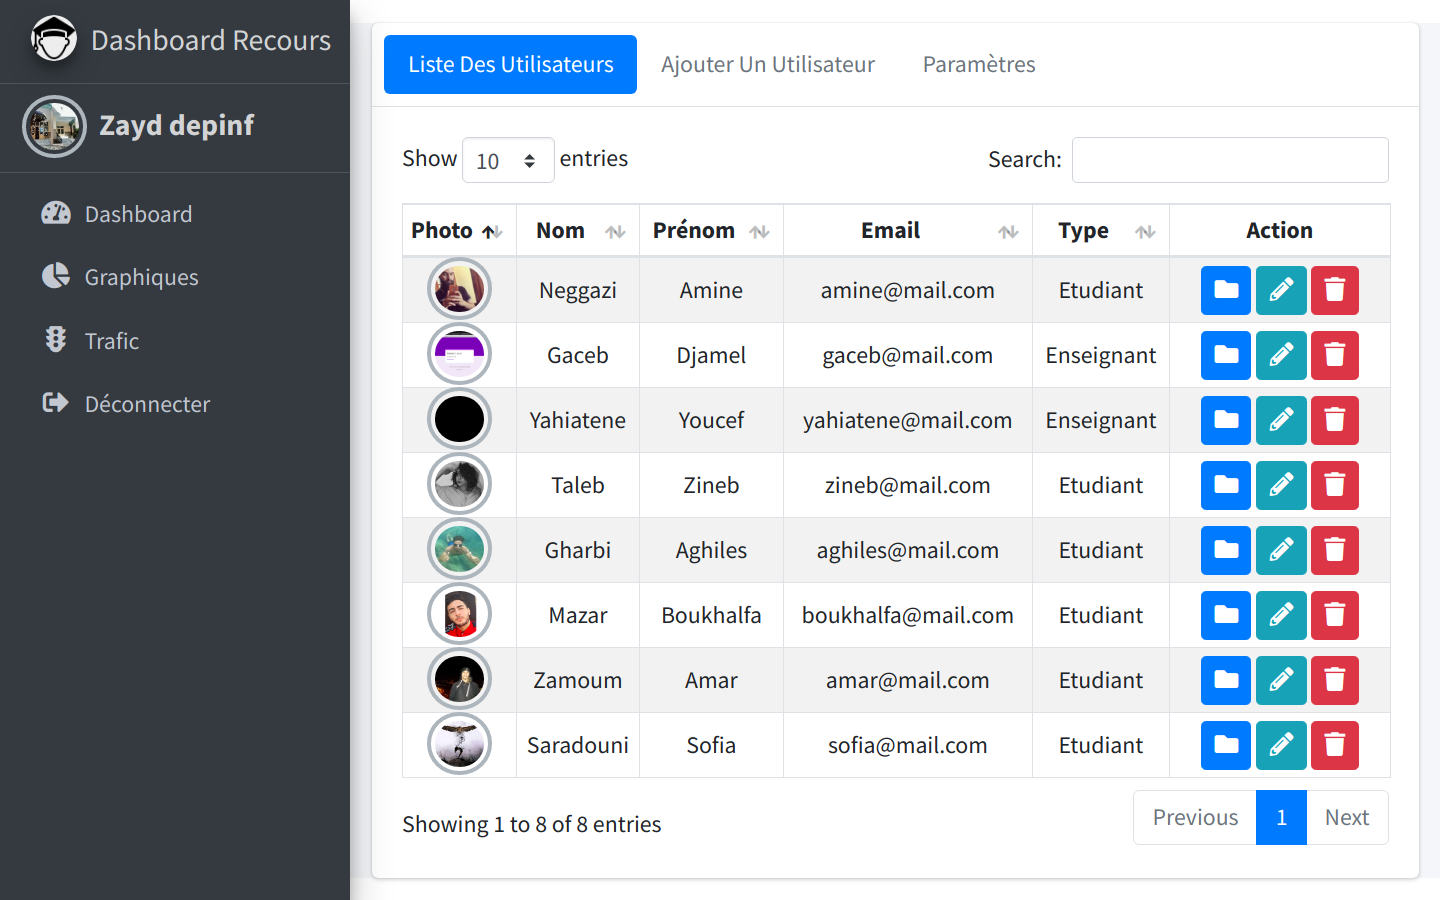 Dashboard Recours
Zayd depinf
Dashboard
Graphiques
Trafic
Déconnecter
Liste Des Utilisateurs Ajouter Un Utilisateur Paramètres
Show 10 entries Search:
Photo Nom Prénom Email Type Action
Neggazi Amine amine@mail.com Etudiant
Gaceb Djamel gaceb@mail.com Enseignant
Yahiatene Youcef yahiatene@mail.com Enseignant
Taleb Zineb zineb@mail.com Etudiant
Gharbi Aghiles aghiles@mail.com Etudiant
Mazar Boukhalfa boukhalfa@mail.com Etudiant
Zamoum Amar amar@mail.com Etudiant
Saradouni Sofia sofia@mail.com Etudiant
Showing 1 to 8 of 8 entries Previous 1 Next